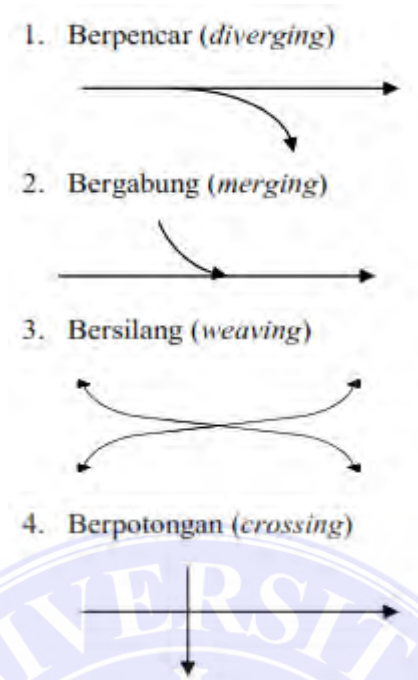 1. Berpencar (diverging)
2. Bergabung (merging)
3. Bersilang (weaving)
4. Berpotongan (crossing)